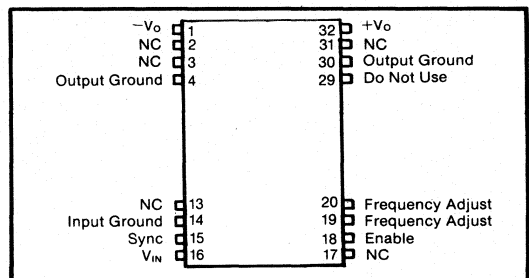 −Vo 1 32 +Vo
NC 2 31 NC
NC 3 30 Output Ground
Output Ground 4 29 Do Not Use
NC 13 20 Frequency Adjust
Input Ground 14 19 Frequency Adjust
Sync 15 18 Enable
VIN 16 17 NC